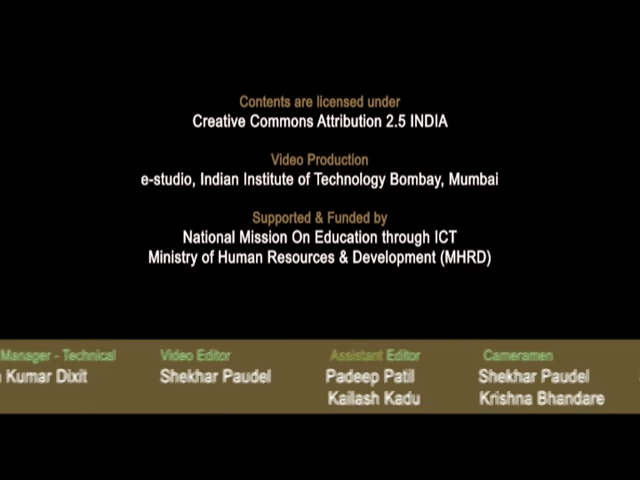 Contents are licensed under
Creative Commons Attribution 2.5 INDIA
Video Production
e-studio, Indian Institute of Technology Bombay, Mumbai
Supported & Funded by
National Mission On Education through ICT
Ministry of Human Resources & Development (MHRD)
Manager - Technical Video Editor Assistant Editor Cameramen
Kumar Dixit Shekhar Paudel Padeep Patil Shekhar Paudel
Kailash Kadu Krishna Bhandare